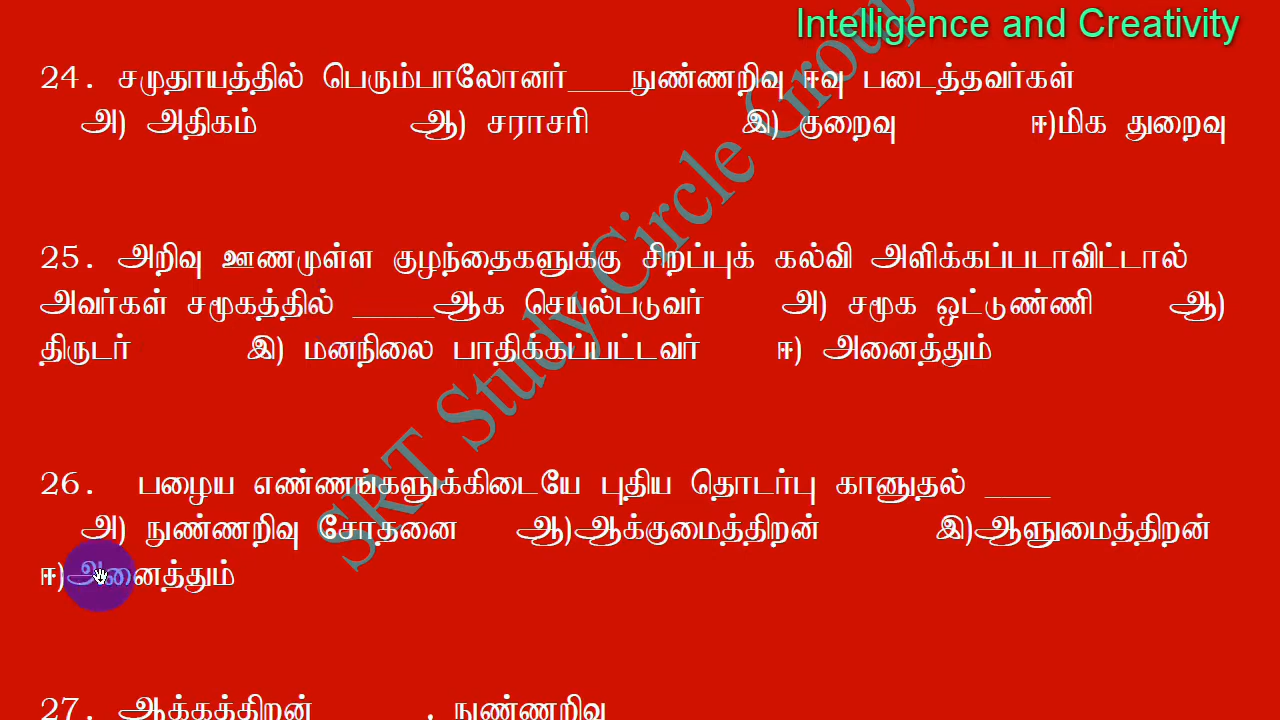 Intelligence and Creativity
24. சமுதாயத்தில் பெரும்பாலோனர்____நுண்ணறிவு ஈவு படைத்தவர்கள்
அ) அதிகம் ஆ) சராசரி இ) குறைவு ஈ)மிக துறைவு
25. அறிவு ஊணமுள்ள குழந்தைகளுக்கு சிறப்புக் கல்வி அளிக்கப்படாவிட்டால்
அவர்கள் சமூகத்தில் _____ஆக செயல்படுவர் அ) சமூக ஒட்டுண்ணி ஆ)
திருடர் இ) மனநிலை பாதிக்கப்பட்டவர் ஈ) அனைத்தும்
26. பழைய எண்ணங்களுக்கிடையே புதிய தொடர்பு கானுதல் ____
அ) நுண்ணறிவு சோதனை ஆ)ஆக்குமைத்திறன் இ)ஆளுமைத்திறன்
ஈ)அனைத்தும்
27. ஆக்கத்திறன் , நுண்ணறிவு
SRT Study Circle Group